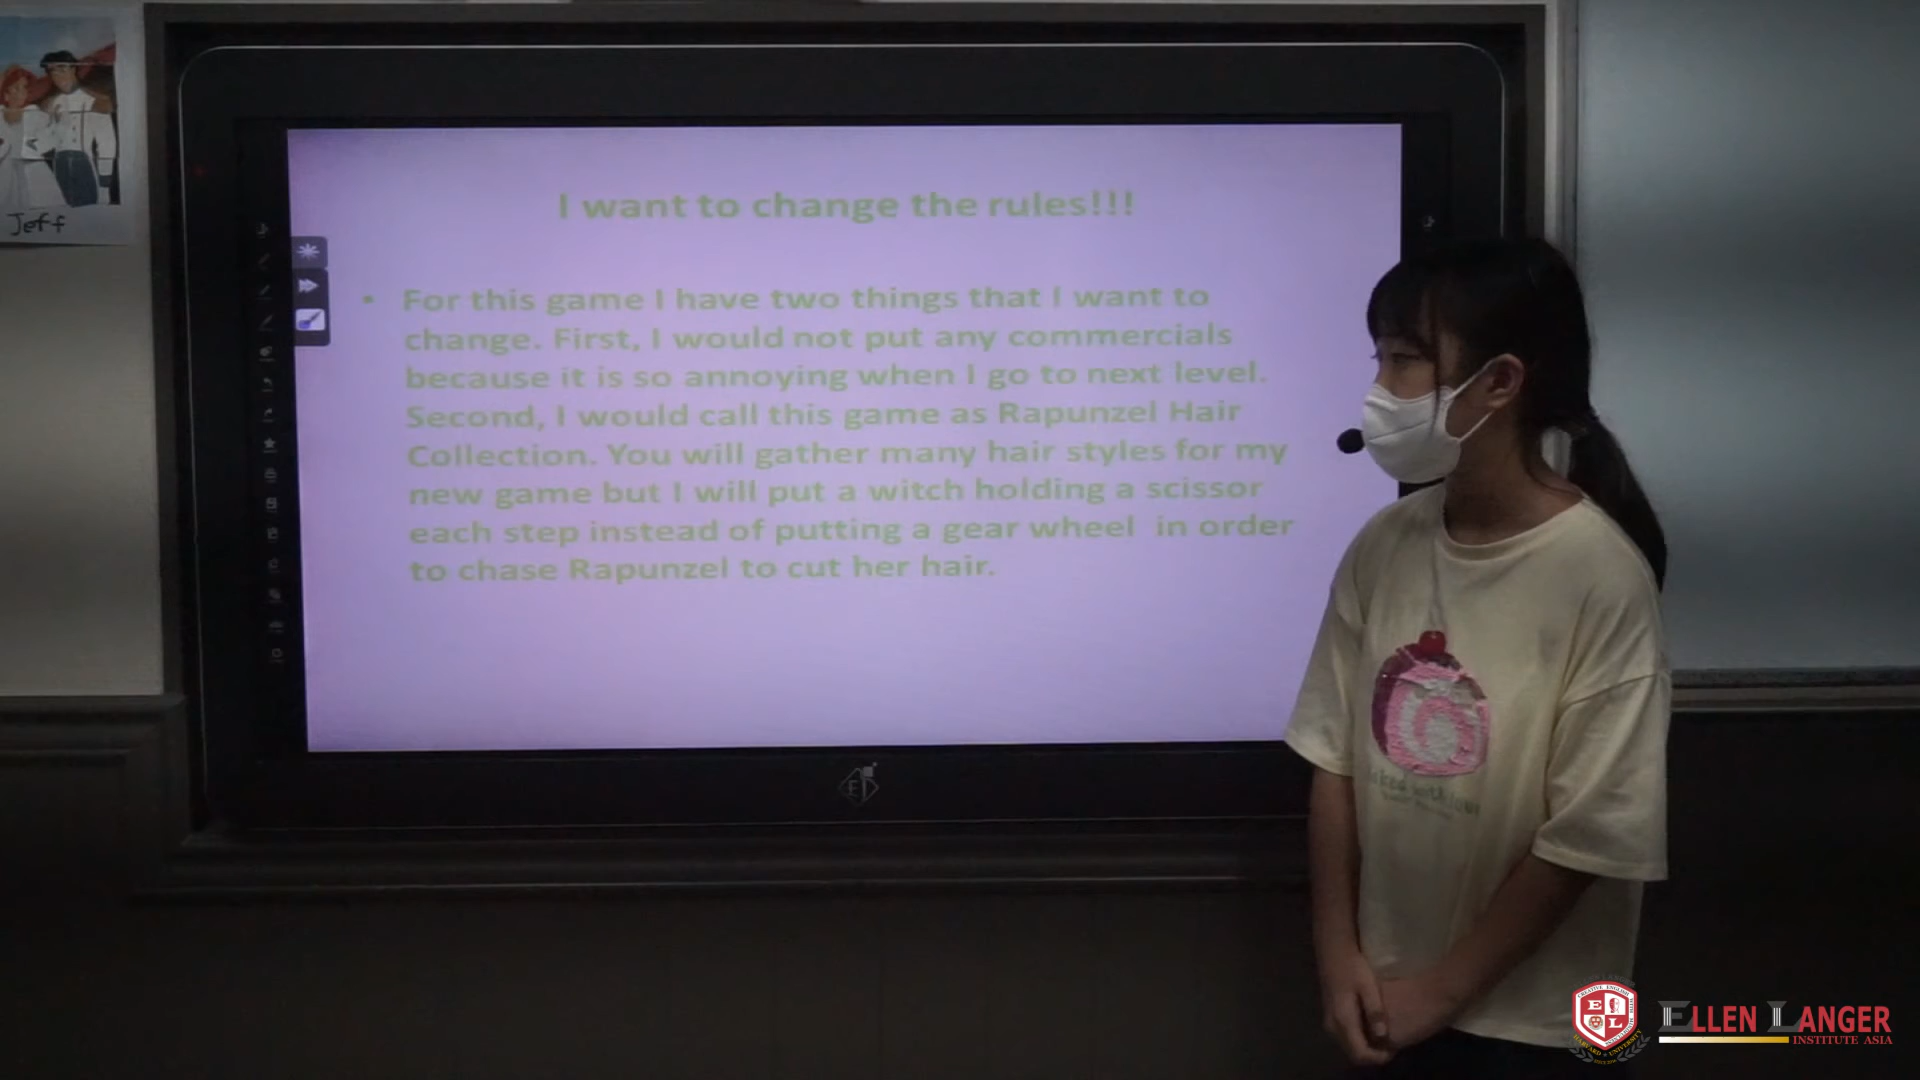 Jeff
I want to change the rules!!!
• For this game I have two things that I want to
change. First, I would not put any commercials
because it is so annoying when I go to next level.
Second, I would call this game as Rapunzel Hair
Collection. You will gather many hair styles for my
new game but I will put a witch holding a scissor
each step instead of putting a gear wheel in order
to chase Rapunzel to cut her hair.
with love
E L
ELLEN LANGER
INSTITUTE ASIA